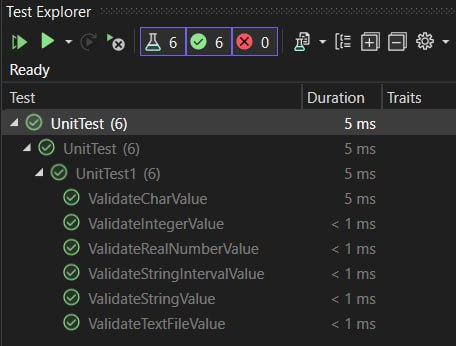 Test Explorer
6 6 0
Ready
Test Duration Traits
UnitTest (6) 5 ms
UnitTest (6) 5 ms
UnitTest1 (6) 5 ms
ValidateCharValue 5 ms
ValidateIntegerValue < 1 ms
ValidateRealNumberValue < 1 ms
ValidateStringIntervalValue < 1 ms
ValidateStringValue < 1 ms
ValidateTextFileValue < 1 ms